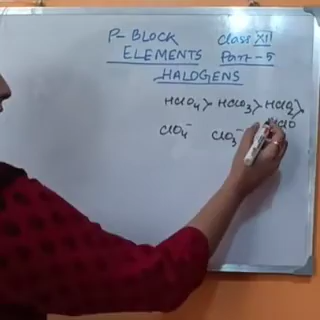 P-BLOCK Class XII
ELEMENTS Part-5
HALOGENS
HClO4> HClO3> HClO2>
HClO
ClO4⁻ ClO3⁻